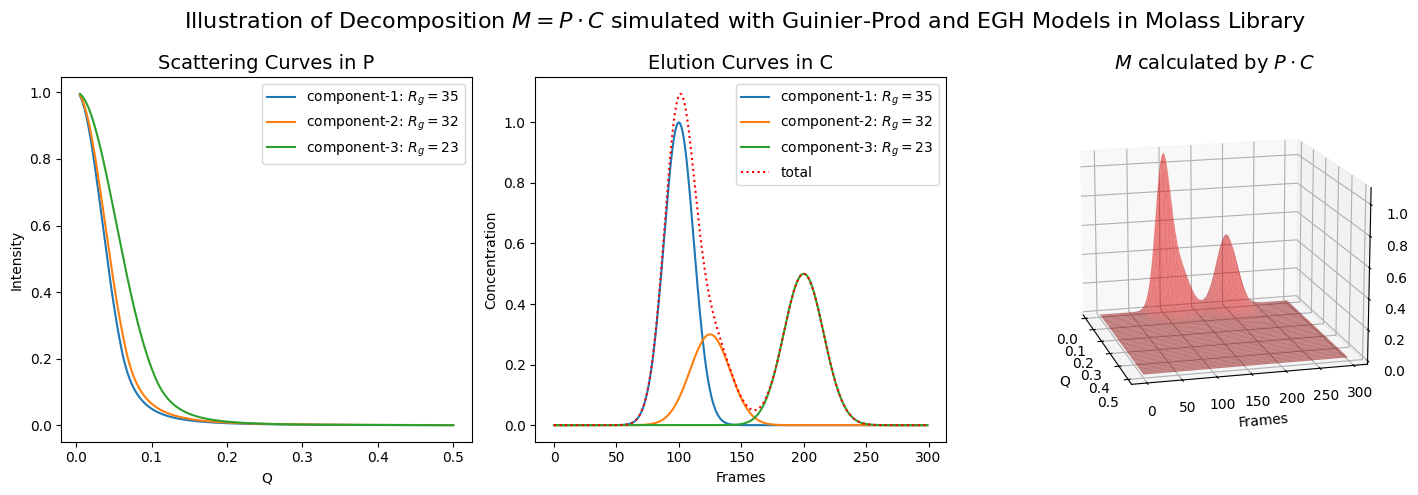 Illustration of Decomposition M = P · C simulated with Guinier-Prod and EGH Models in Molass Library
Scattering Curves in P
Intensity
1.0
0.8
0.6
0.4
0.2
0.0
component-1: Rg = 35
component-2: Rg = 32
component-3: Rg = 23
0.0 0.1 0.2 0.3 0.4 0.5
Q
Elution Curves in C
Concentration
1.0
0.8
0.6
0.4
0.2
0.0
component-1: Rg = 35
component-2: Rg = 32
component-3: Rg = 23
total
0 50 100 150 200 250 300
Frames
M calculated by P · C
1.0
0.8
0.6
0.4
0.2
0.0
0.0
0.1
0.2
0.3
0.4
0.5
Q
0 50 100 150 200 250 300
Frames